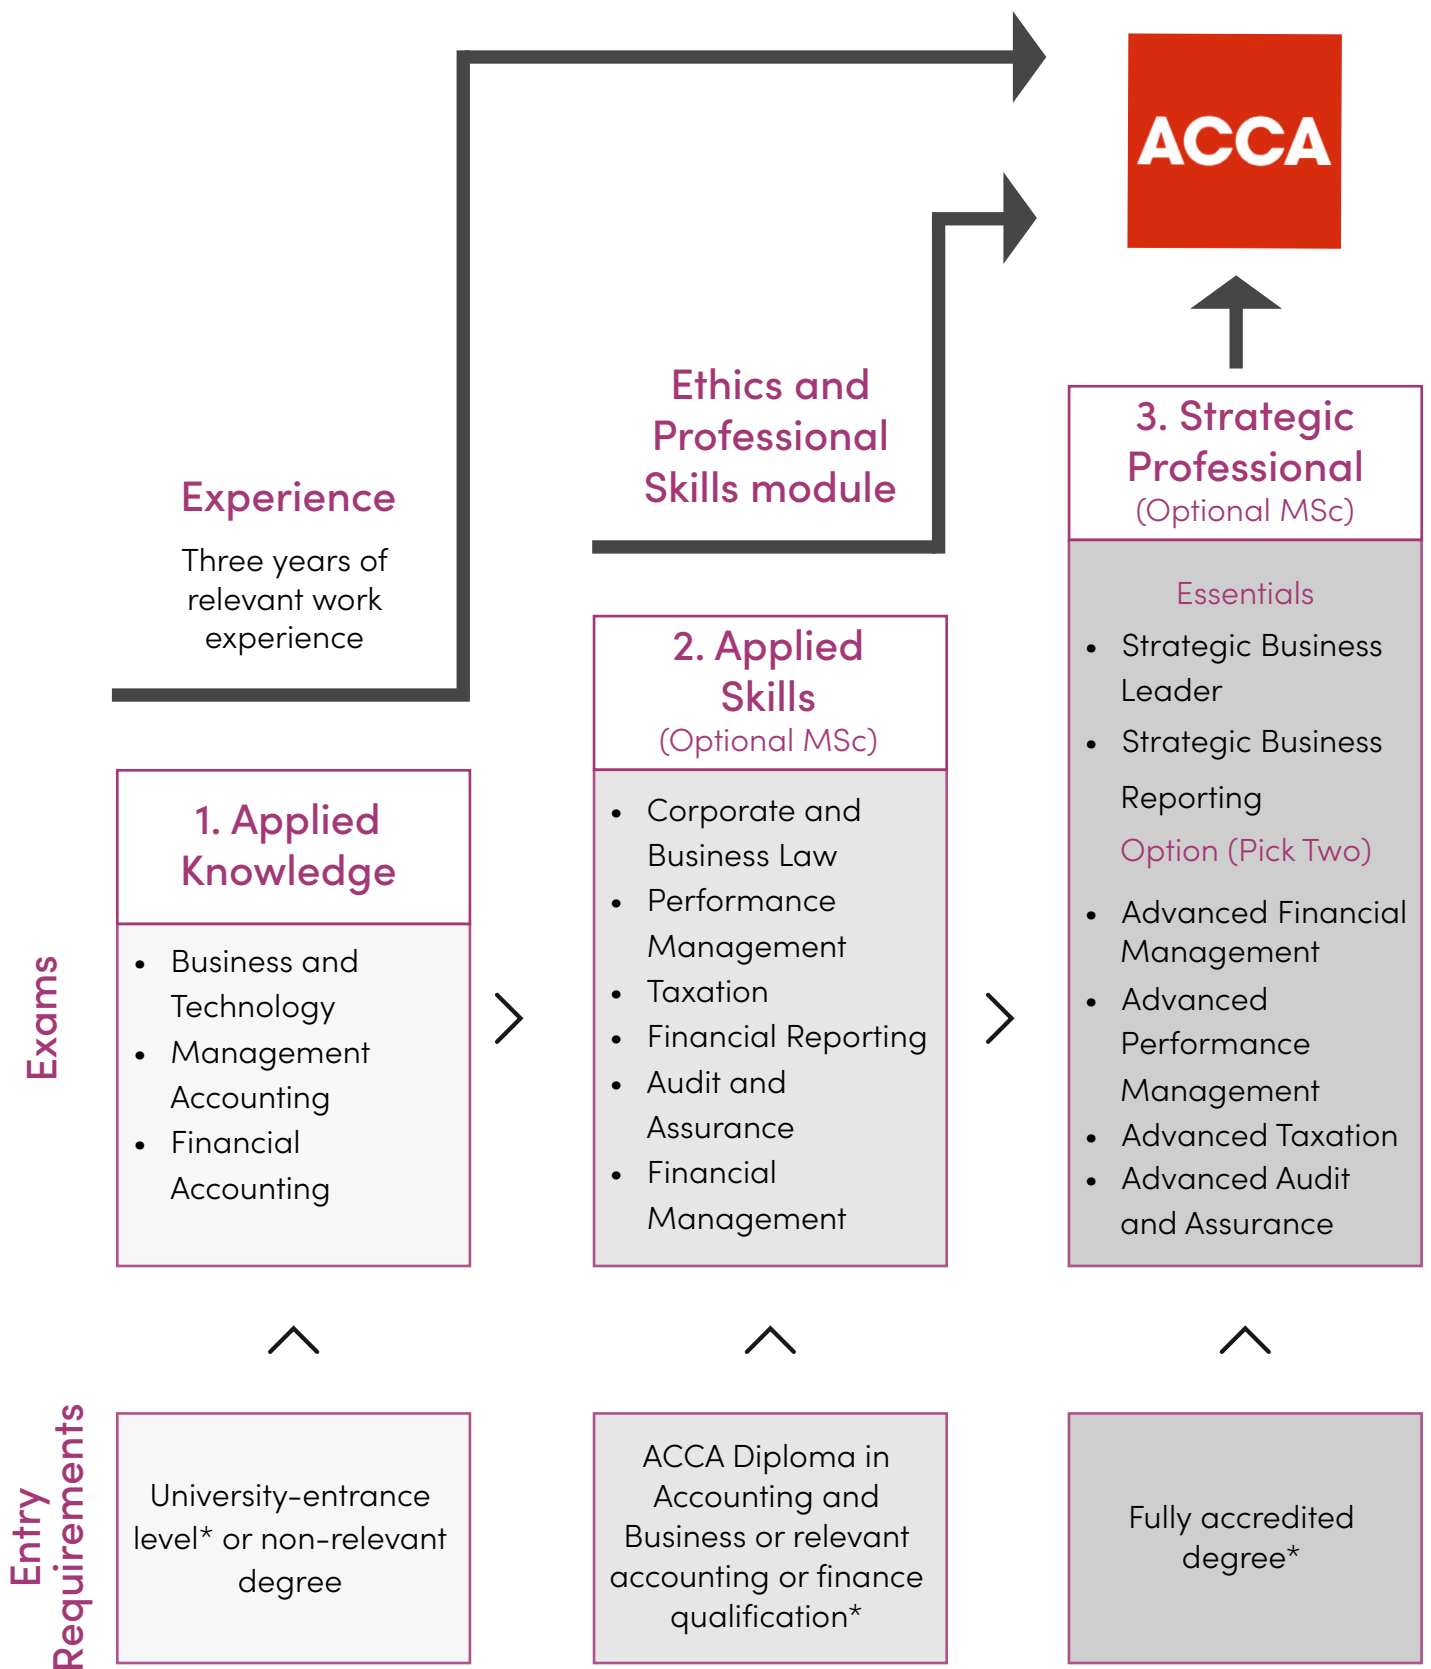 ACCA
Experience
Three years of
relevant work
experience
Ethics and
Professional
Skills module
Exams
1. Applied
Knowledge
• Business and
Technology
• Management
Accounting
• Financial
Accounting
2. Applied
Skills
(Optional MSc)
• Corporate and
Business Law
• Performance
Management
• Taxation
• Financial Reporting
• Audit and
Assurance
• Financial
Management
3. Strategic
Professional
(Optional MSc)
Essentials
• Strategic Business
Leader
• Strategic Business
Reporting
Option (Pick Two)
• Advanced Financial
Management
• Advanced
Performance
Management
• Advanced Taxation
• Advanced Audit
and Assurance
Entry
Requirements
University-entrance
level* or non-relevant
degree
ACCA Diploma in
Accounting and
Business or relevant
accounting or finance
qualification*
Fully accredited
degree*